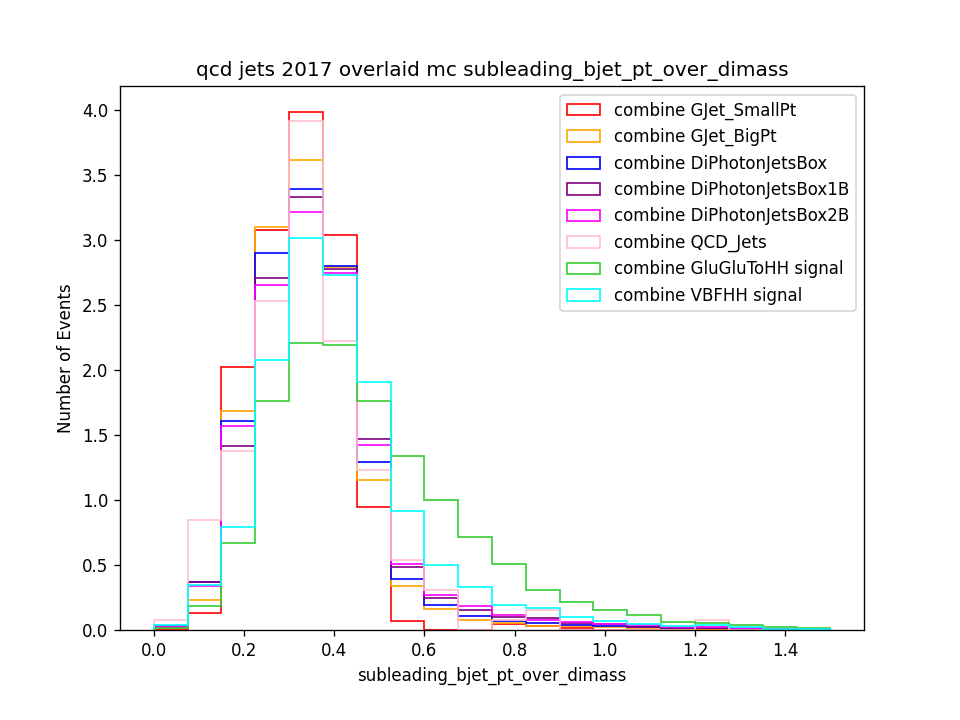 qcd jets 2017 overlaid mc subleading_bjet_pt_over_dimass
combine GJet_SmallPt
combine GJet_BigPt
combine DiPhotonJetsBox
combine DiPhotonJetsBox1B
combine DiPhotonJetsBox2B
combine QCD_Jets
combine GluGluToHH signal
combine VBFHH signal
Number of Events
4.0
3.5
3.0
2.5
2.0
1.5
1.0
0.5
0.0
0.0 0.2 0.4 0.6 0.8 1.0 1.2 1.4
subleading_bjet_pt_over_dimass